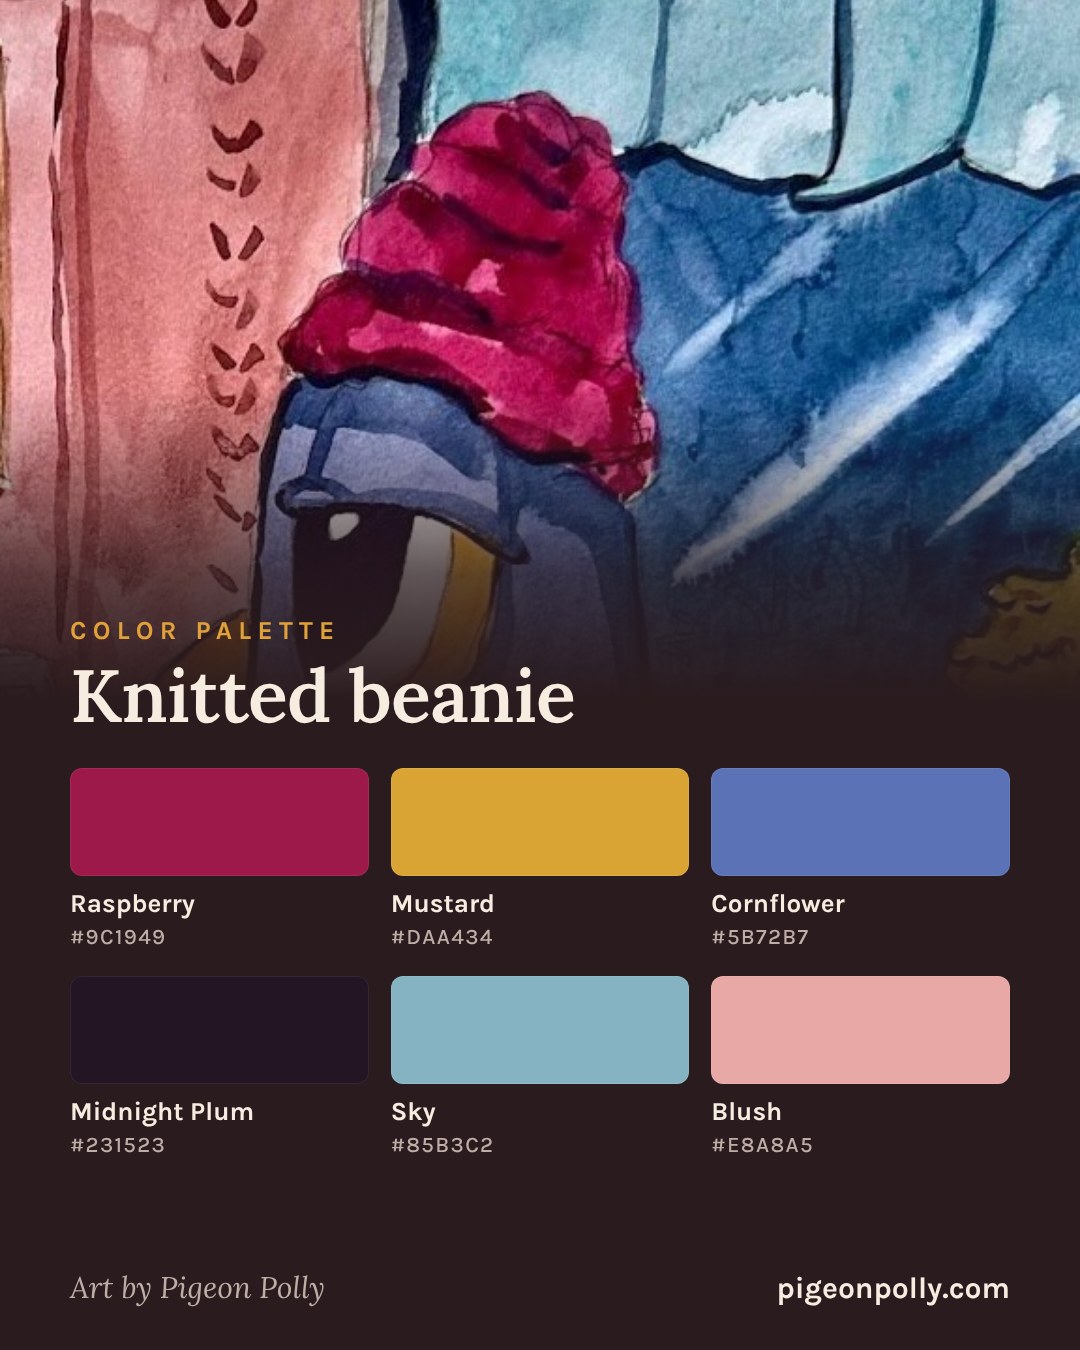 COLOR PALETTE
Knitted beanie
Raspberry
#9C1949
Mustard
#DAA434
Cornflower
#5B72B7
Midnight Plum
#231523
Sky
#85B3C2
Blush
#E8A8A5
Art by Pigeon Polly
pigeonpolly.com